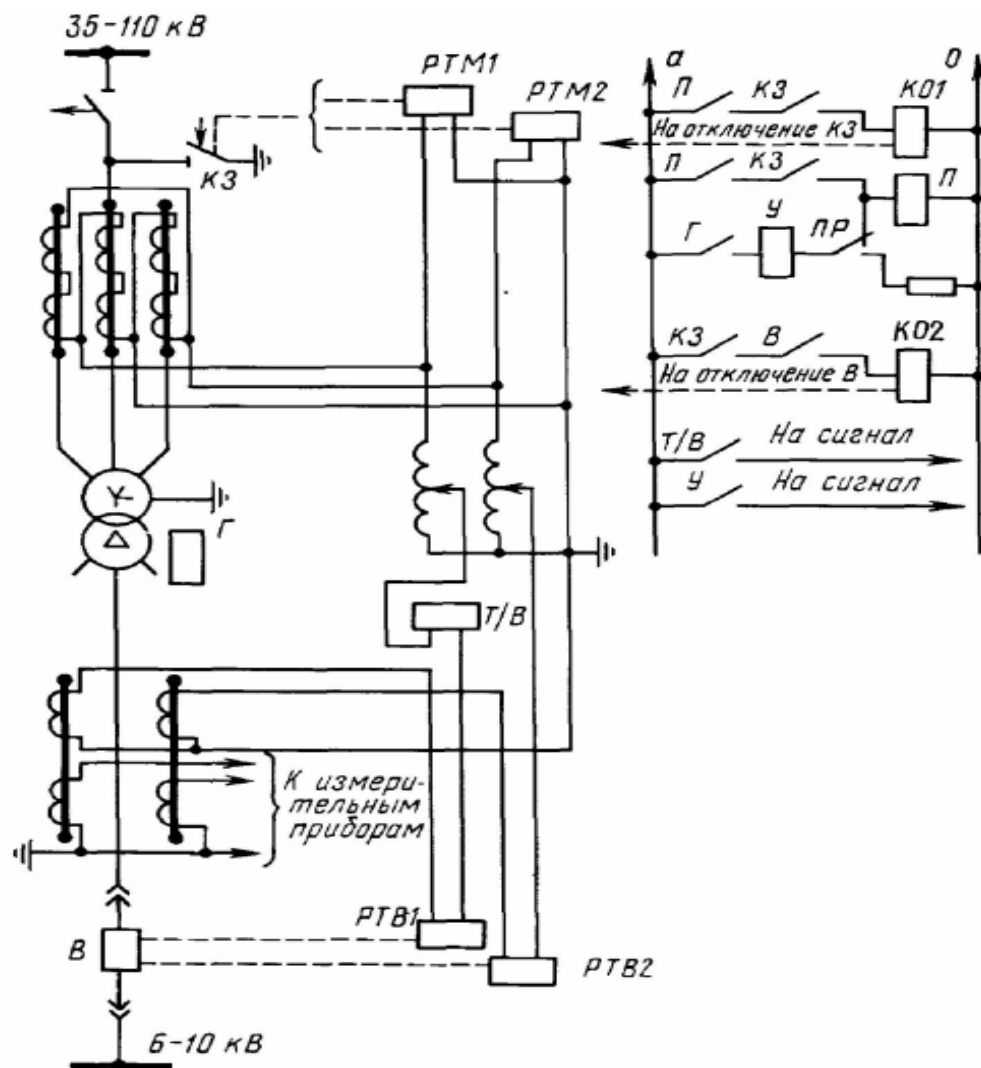 35-110 кВ
РТМ1
РТМ2
КЗ
Г
Т/В
К измери-
тельным
приборам
РТВ1
В
РТВ2
6-10 кВ
а
0
П
КЗ
КО1
На отключение КЗ
П
КЗ
П
Г
У
ПР
КЗ
В
КО2
На отключение В
Т/В
На сигнал
У
На сигнал